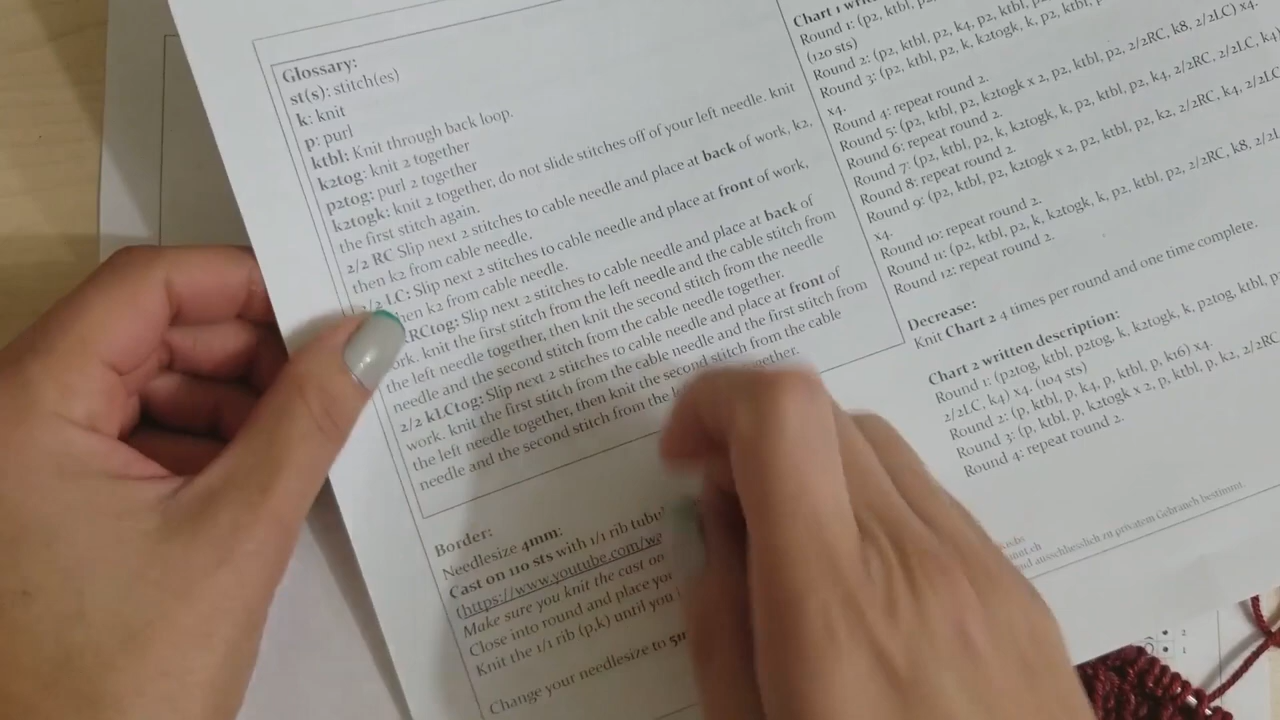 Glossary:
st(s): stitch(es)
k: knit
p: purl
ktbl: Knit through back loop.
k2tog: knit 2 together
p2tog: purl 2 together
k2togk: knit 2 together, do not slide stitches off of your left needle. knit
the first stitch again.
2/2 RC Slip next 2 stitches to cable needle and place at back of work, k2,
then k2 from cable needle.
LC: Slip next 2 stitches to cable needle and place at front of work,
then k2 from cable needle.
RCtog: Slip next 2 stitches to cable needle and place at back of
work. knit the first stitch from the left needle and the cable stitch from
the left needle together, then knit the second stitch from the needle
needle and the second stitch from the cable needle together.
2/2 kLCtog: Slip next 2 stitches to cable needle and place at front of
work. knit the first stitch from the cable needle and the first stitch from
the left needle together, then knit the second stitch from the cable
needle and the second stitch from the together.
Border:
Needlesize 4mm:
Cast on 110 sts with 1/1 rib
(https://www.youtube.com/
Make sure you knit the cast on
Close into round and place
Knit the 1/1 rib (p,k) until you
Change your needlesize to
Chart 1
Round 1: (p2, ktbl,
(120 sts)
Round 2: (p2, ktbl, p2, k4, p2, ktbl,
Round 3: (p2, ktbl, p2, k, k2togk, k, p2, ktbl,
x4.
Round 4: repeat round 2.
Round 5: (p2, ktbl, p2, k2togk x 2, p2, ktbl, p2, 2/2RC, k8, 2/2LC) x4.
Round 6: repeat round 2.
Round 7: (p2, ktbl, p2, k, k2togk, k, p2, ktbl, p2, k4, 2/2RC, 2/2LC, k4)
Round 8: repeat round 2.
Round 9: (p2, ktbl, p2, k2togk x 2, p2, ktbl, p2, k2, 2/2RC, k4,
x4.
Round 10: repeat round 2.
Round 11: (p2, ktbl, p2, k, k2togk, k, p2, ktbl, p2, 2/2RC, k8,
Round 12: repeat round 2.
Decrease:
Knit Chart 2 4 times per round and one time complete.
Chart 2 written description:
Round 1: (p2tog, ktbl, p2tog, k, k2togk, k, p2tog, ktbl,
2/2LC, k4) x4. (104 sts)
Round 2: (p, ktbl, p, k4, p, ktbl, p, k16) x4.
Round 3: (p, ktbl, p, k2togk x 2, p, ktbl, p, k2, 2/2RC,
Round 4: repeat round 2.
ausschliesslich zu privatem Gebrauch bestimmt.
2
1